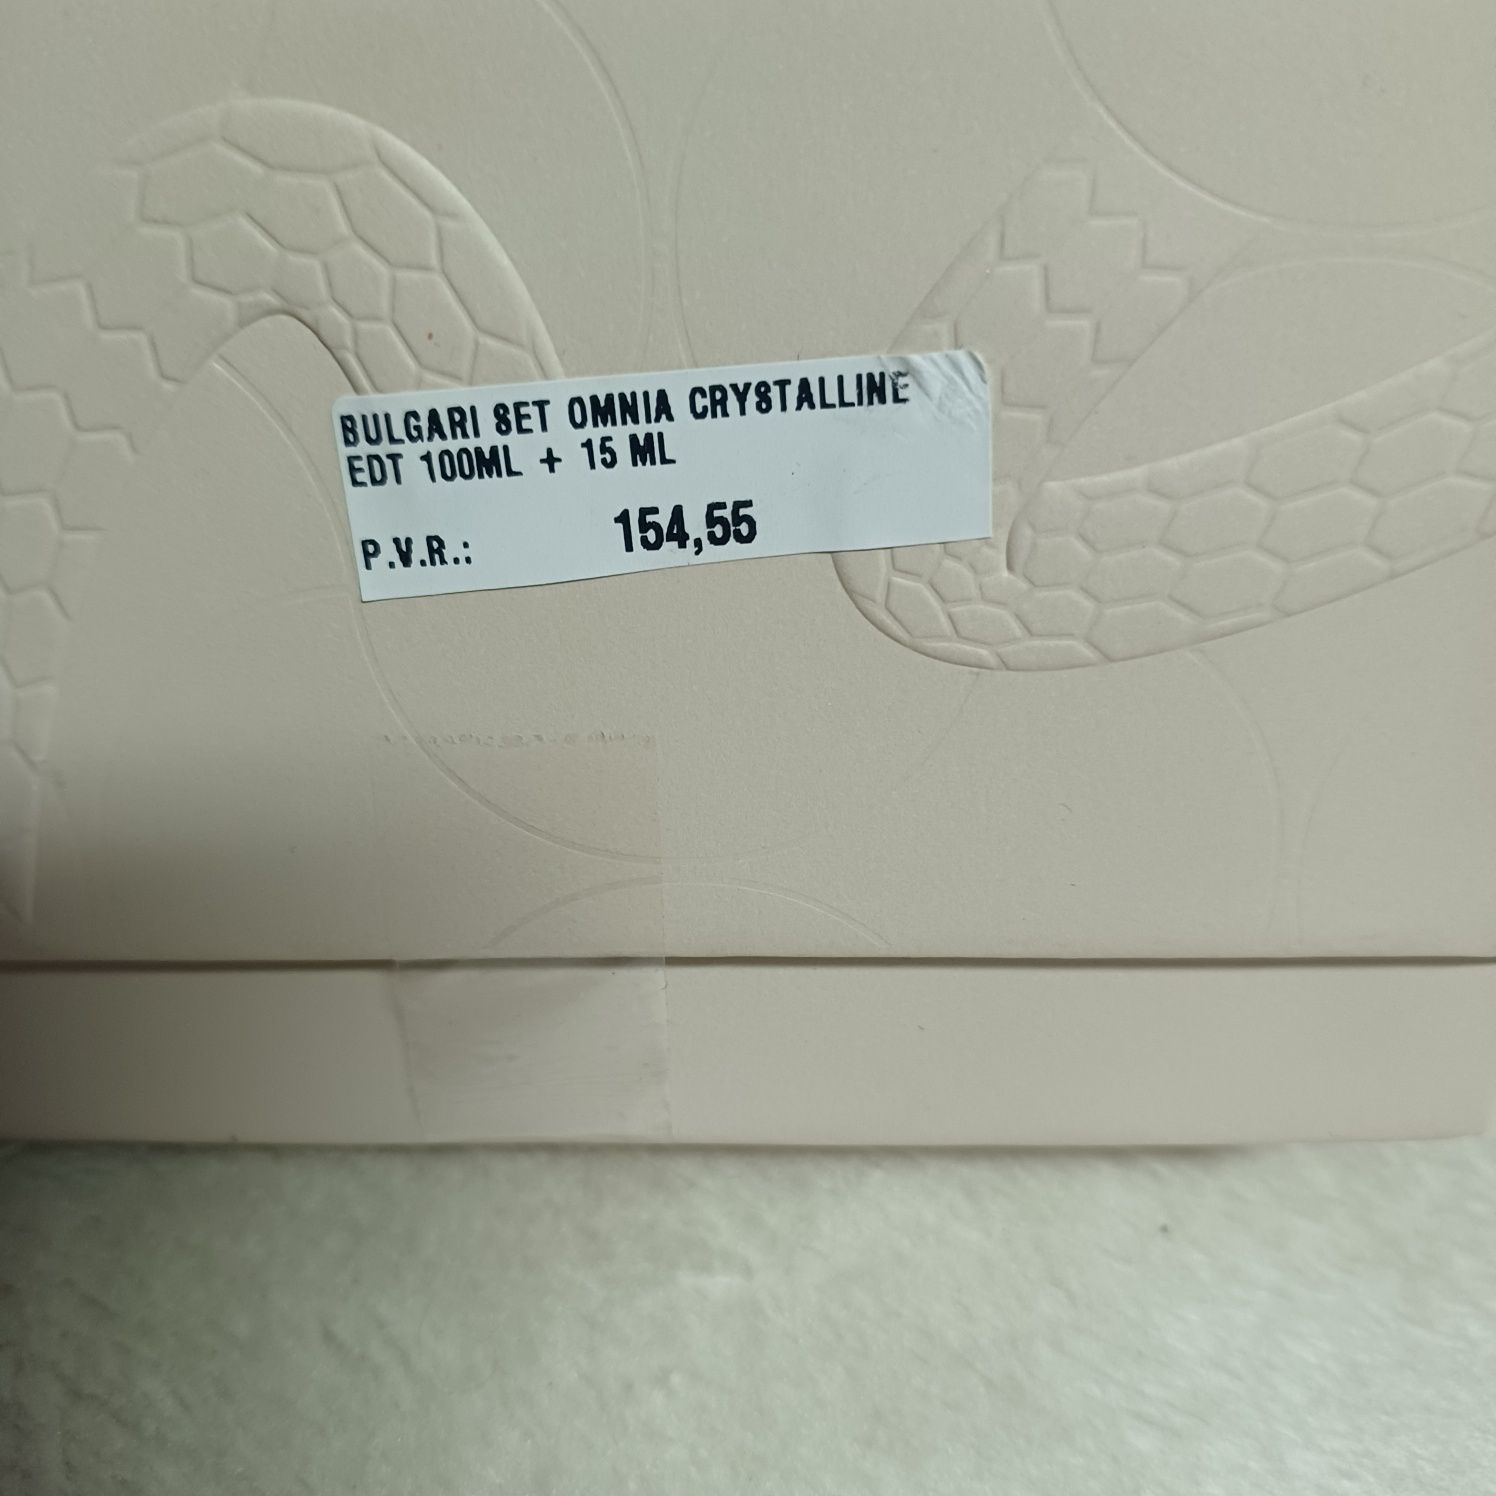 BULGARI SET OMNIA CRYSTALLINE
EDT 100ML + 15 ML
P.V.R.: 154,55